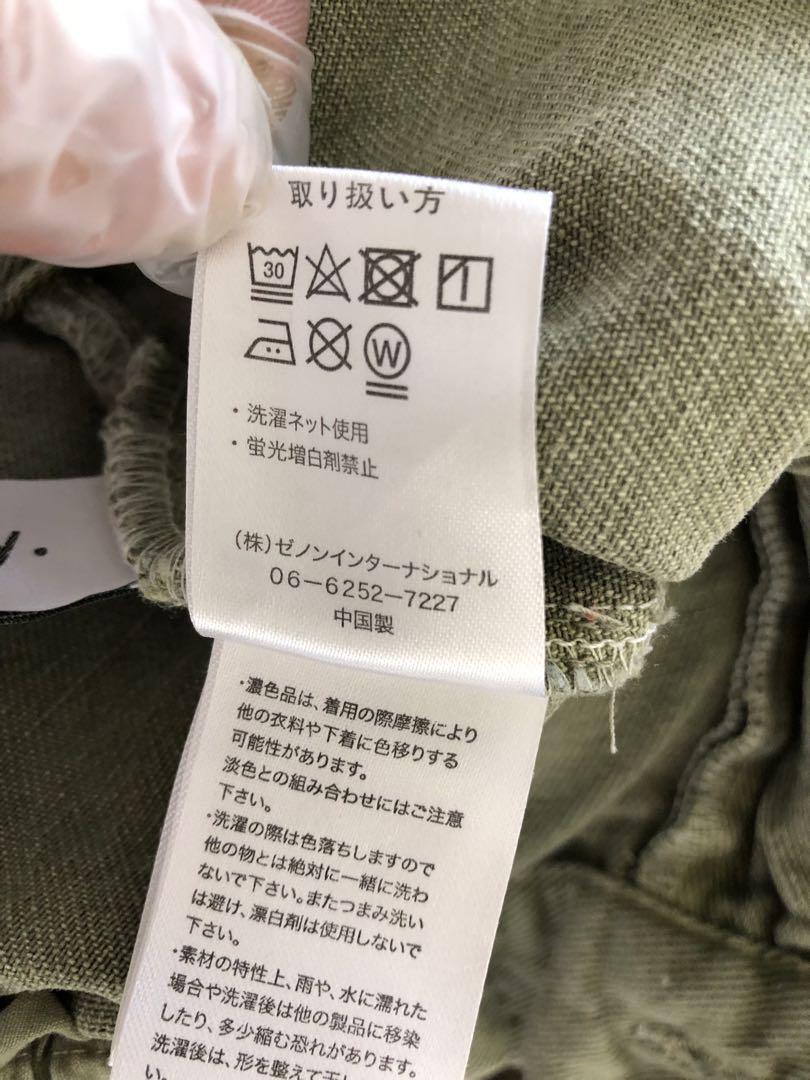 取り扱い方
30
W
・洗濯ネット使用
・蛍光増白剤禁止
(株)ゼノンインターナショナル
06-6252-7227
中国製
・濃色品は、着用の際摩擦により
他の衣料や下着に色移りする
可能性があります。
淡色との組み合わせにはご注意
下さい。
・洗濯の際は色落ちしますので
他の物とは絶対に一緒に洗わ
ないで下さい。またつまみ洗い
は避け、漂白剤は使用しないで
下さい。
・素材の特性上、雨や、水に濡れた
場合や洗濯後は他の製品に移染
したり、多少縮む恐れがあります。
洗濯後は、形を整えて干し
い。